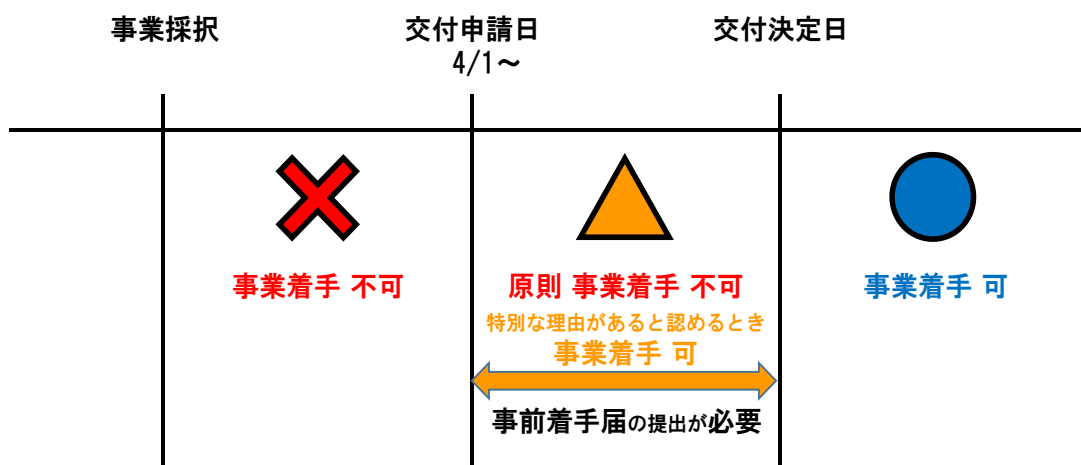 事業採択
交付申請日
4/1～
交付決定日
事業着手 不可
原則 事業着手 不可
特別な理由があると認めるとき
事業着手 可
事前着手届の提出が必要
事業着手 可